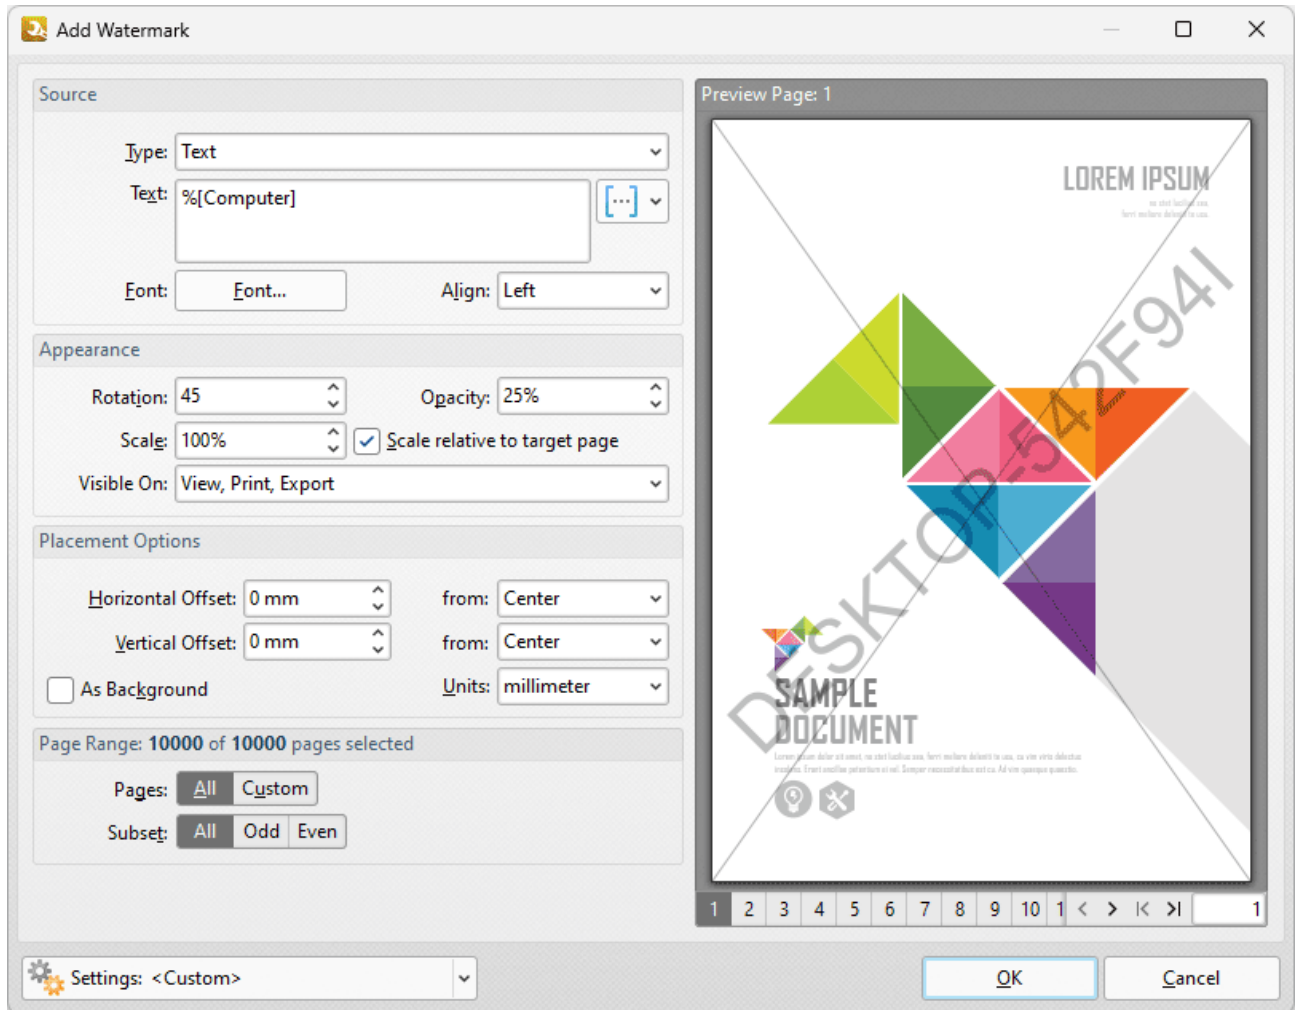 Add Watermark
Source
Type: Text
Text: %[Computer]
Font: Font... Align: Left
Appearance
Rotation: 45 Opacity: 25%
Scale: 100% Scale relative to target page
Visible On: View, Print, Export
Placement Options
Horizontal Offset: 0 mm from: Center
Vertical Offset: 0 mm from: Center
As Background Units: millimeter
Page Range: 10000 of 10000 pages selected
Pages: All Custom
Subset: All Odd Even
Preview Page: 1
LOREM IPSUM
DESKTOP-542F94I
SAMPLE
DOCUMENT
1 2 3 4 5 6 7 8 9 10 1 < > 1
Settings: <Custom>
OK Cancel